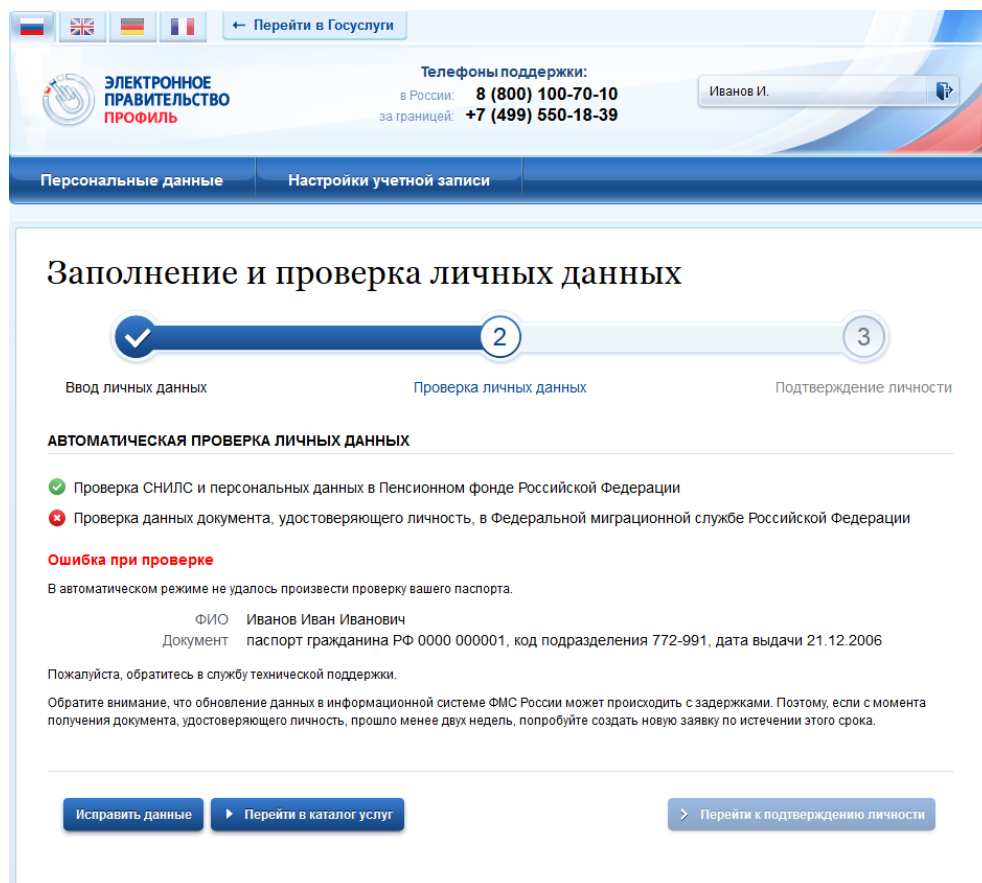 ← Перейти в Госуслуги
ЭЛЕКТРОННОЕ
ПРАВИТЕЛЬСТВО
ПРОФИЛЬ
Телефоны поддержки:
в России: 8 (800) 100-70-10
за границей: +7 (499) 550-18-39
Иванов И.
Персональные данные Настройки учетной записи
Заполнение и проверка личных данных
2 3
Ввод личных данных Проверка личных данных Подтверждение личности
АВТОМАТИЧЕСКАЯ ПРОВЕРКА ЛИЧНЫХ ДАННЫХ
Проверка СНИЛС и персональных данных в Пенсионном фонде Российской Федерации
Проверка данных документа, удостоверяющего личность, в Федеральной миграционной службе Российской Федерации
Ошибка при проверке
В автоматическом режиме не удалось произвести проверку вашего паспорта.
ФИО Иванов Иван Иванович
Документ паспорт гражданина РФ 0000 000001, код подразделения 772-991, дата выдачи 21.12.2006
Пожалуйста, обратитесь в службу технической поддержки.
Обратите внимание, что обновление данных в информационной системе ФМС России может происходить с задержками. Поэтому, если с момента
получения документа, удостоверяющего личность, прошло менее двух недель, попробуйте создать новую заявку по истечении этого срока.
Исправить данные Перейти в каталог услуг Перейти к подтверждению личности